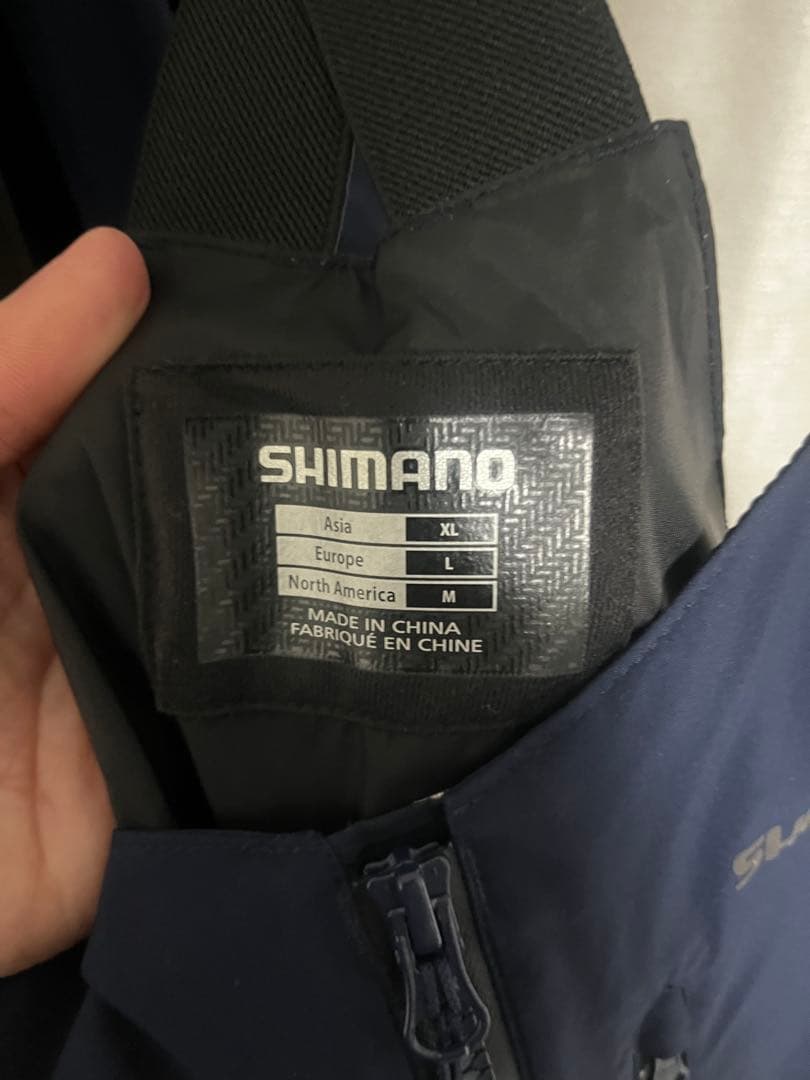 SHIMANO
Asia XL
Europe L
North America M
MADE IN CHINA
FABRIQUÉ EN CHINE